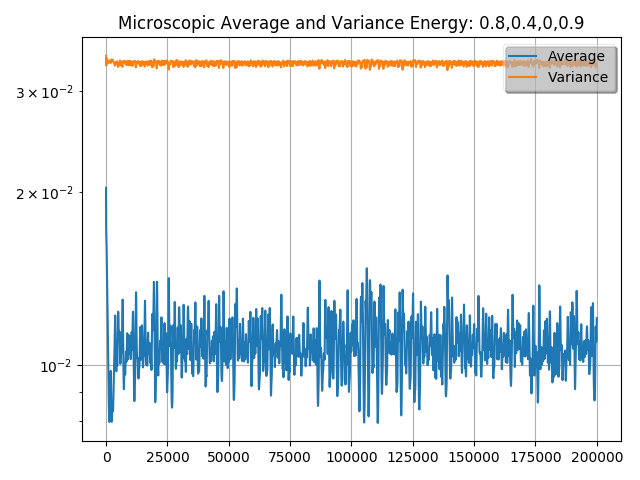 Microscopic Average and Variance Energy: 0.8,0.4,0,0.9
Average
Variance
3 × 10⁻²
2 × 10⁻²
10⁻²
0 25000 50000 75000 100000 125000 150000 175000 200000